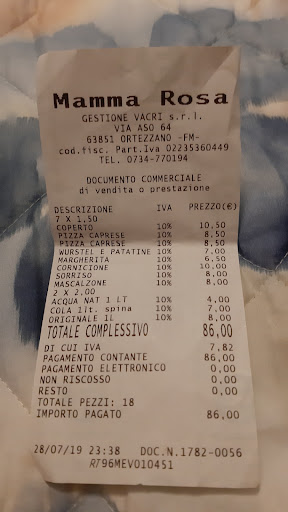 Mamma Rosa
GESTIONE VACRI s.r.l.
VIA ASO 64
63851 ORTEZZANO -FM-
cod.fisc. Part.Iva 02235360449
TEL. 0734-770194
DOCUMENTO COMMERCIALE
di vendita o prestazione
DESCRIZIONE IVA PREZZO(€)
7 X 1,50
COPERTO 10% 10,50
PIZZA CAPRESE 10% 8,50
PIZZA CAPRESE 10% 8,50
WURSTEL E PATATINE 10% 7,00
MARGHERITA 10% 6,50
CORNICIONE 10% 10,00
SORRISO 10% 8,00
MASCALZONE 10% 8,00
2 X 2,00
ACQUA NAT 1 LT 10% 4,00
COLA 1lt. spina 10% 7,00
ORIGINALE 1L 10% 8,00
TOTALE COMPLESSIVO 86,00
DI CUI IVA 7,82
PAGAMENTO CONTANTE 86,00
PAGAMENTO ELETTRONICO 0,00
NON RISCOSSO 0,00
RESTO 0,00
TOTALE PEZZI: 18
IMPORTO PAGATO 86,00
28/07/19 23:38 DOC.N.1782-0056
RT96MEV010451